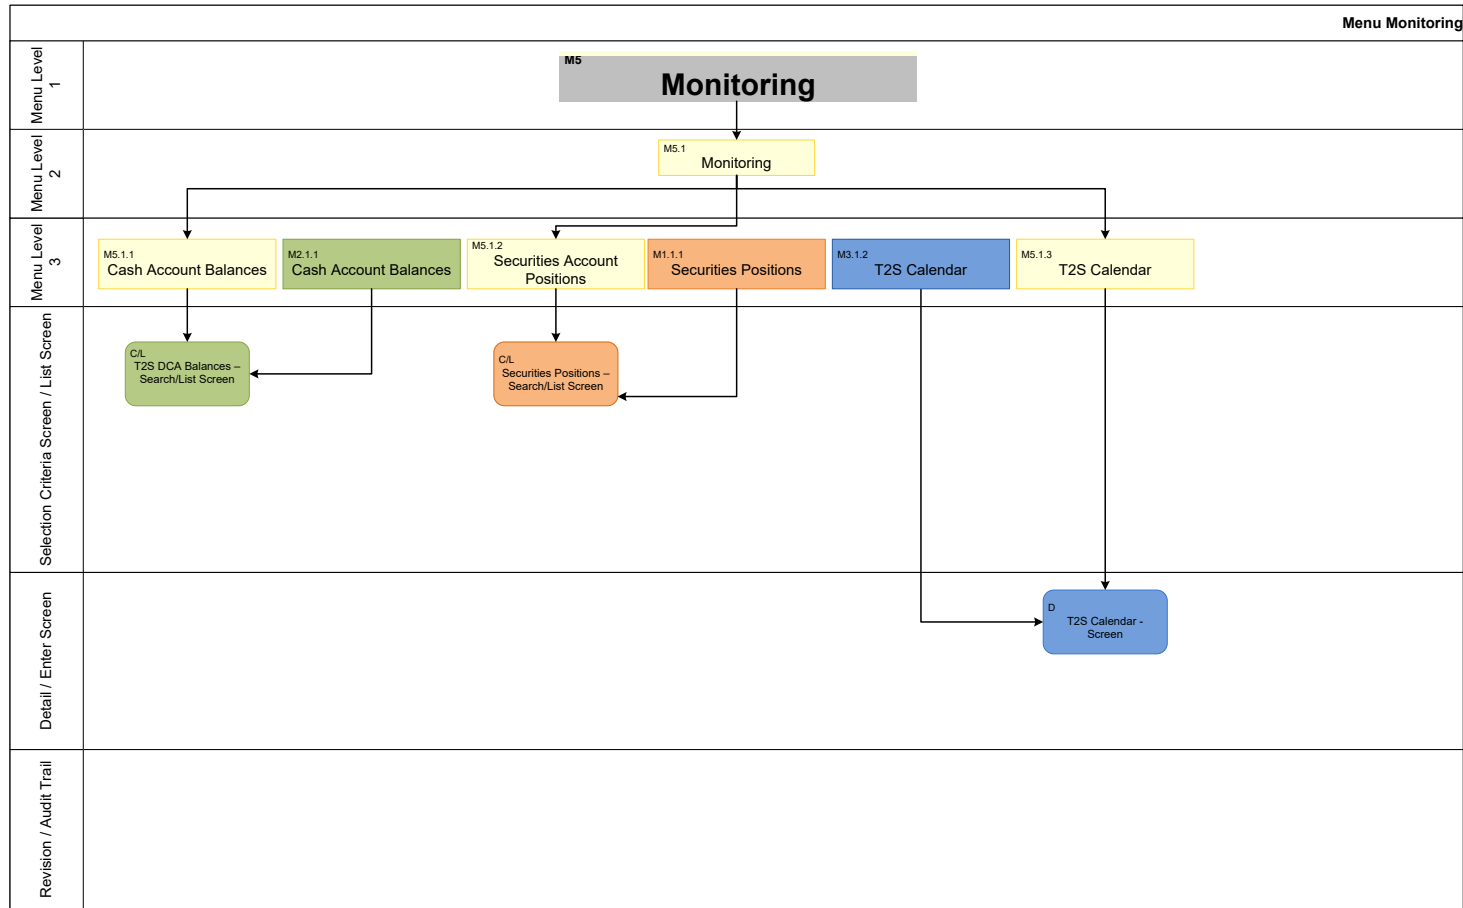 Menu Monitoring
Menu Level
1
M5
Monitoring
Menu Level
2
M5.1
Monitoring
Menu Level
3
M5.1.1
Cash Account Balances
M2.1.1
Cash Account Balances
M5.1.2
Securities Account
Positions
M1.1.1
Securities Positions
M3.1.2
T2S Calendar
M5.1.3
T2S Calendar
Selection Criteria Screen / List Screen
C/L
T2S DCA Balances –
Search/List Screen
C/L
Securities Positions –
Search/List Screen
Detail / Enter Screen
D
T2S Calendar -
Screen
Revision / Audit Trail